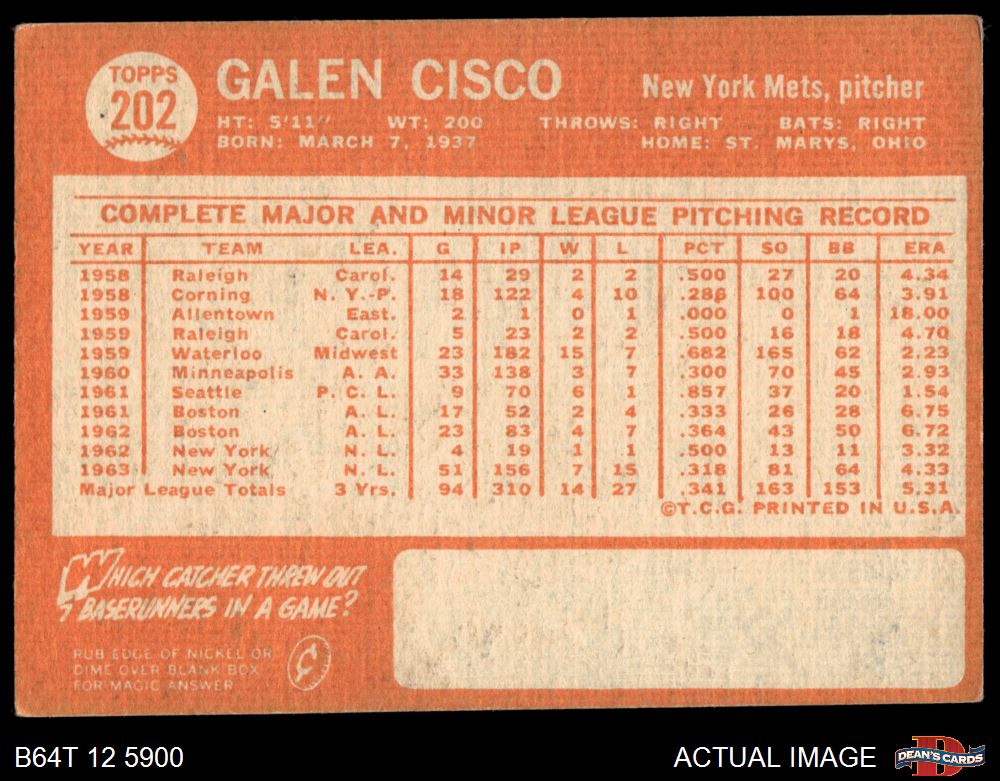 TOPPS
202
GALEN CISCO
New York Mets, pitcher
HT: 5'11" WT: 200 THROWS: RIGHT BATS: RIGHT
BORN: MARCH 7, 1937 HOME: ST. MARYS, OHIO
COMPLETE MAJOR AND MINOR LEAGUE PITCHING RECORD
YEAR TEAM LEA. G IP W L PCT SO BB ERA
1958 Raleigh Carol. 14 29 2 2 .500 27 20 4.34
1958 Corning N. Y.-P. 18 122 4 10 .286 100 64 3.91
1959 Allentown East. 2 1 0 1 .000 0 1 18.00
1959 Raleigh Carol. 5 23 2 2 .500 16 18 4.70
1959 Waterloo Midwest 23 182 15 7 .682 165 62 2.23
1960 Minneapolis A. A. 33 138 3 7 .300 70 45 2.93
1961 Seattle P. C. L. 9 70 6 1 .857 37 20 1.54
1961 Boston A. L. 17 52 2 4 .333 26 28 6.75
1962 Boston A. L. 23 83 4 7 .364 43 50 6.72
1962 New York N. L. 4 19 1 1 .500 13 11 3.32
1963 New York N. L. 51 156 7 15 .318 81 64 4.33
Major League Totals 3 Yrs. 94 310 14 27 .341 163 153 5.31
©T.C.G. PRINTED IN U.S.A.
WHICH CATCHER THREW OUT
7 BASERUNNERS IN A GAME?
RUB EDGE OF NICKEL OR
DIME OVER BLANK BOX
FOR MAGIC ANSWER
¢
B64T 12 5900
ACTUAL IMAGE
D
DEAN'S CARDS